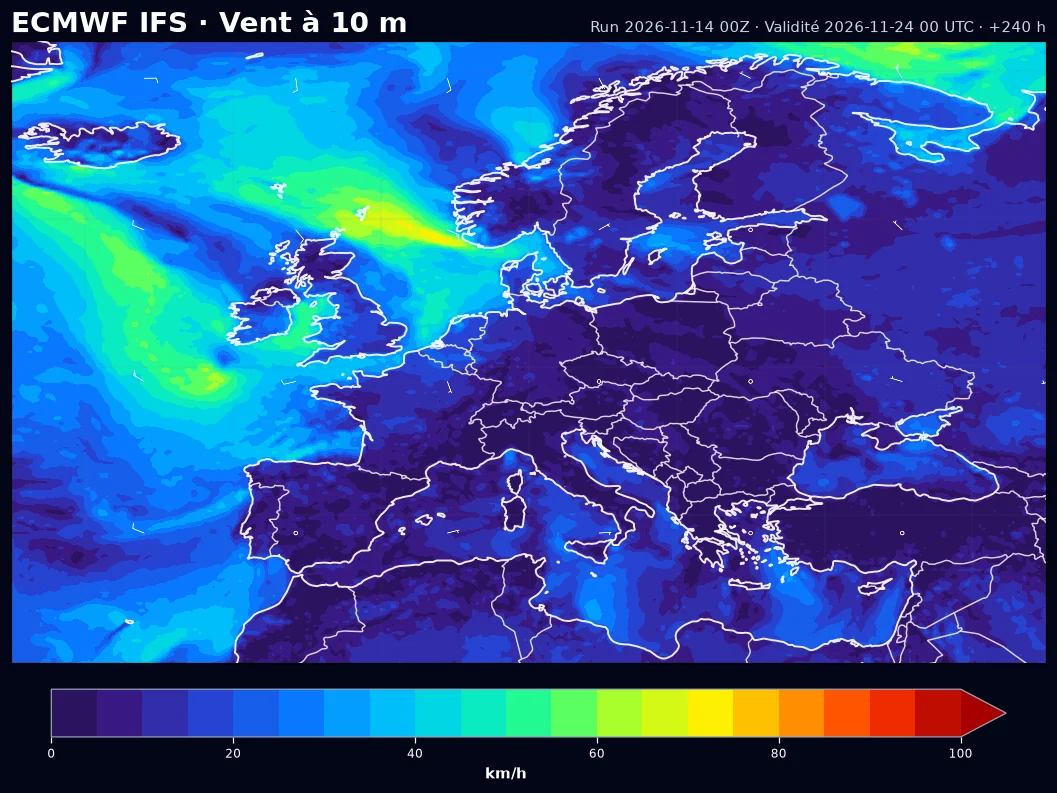 ECMWF IFS · Vent à 10 m
Run 2026-11-14 00Z · Validité 2026-11-24 00 UTC · +240 h
0 20 40 60 80 100
km/h